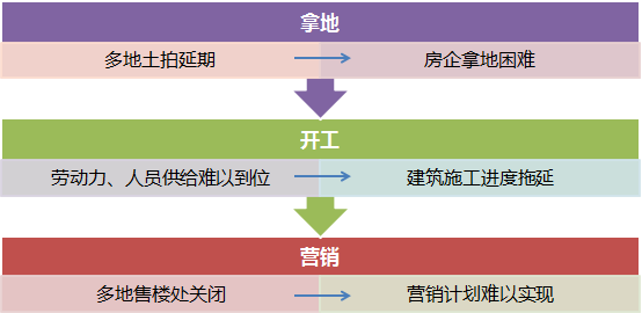 拿地
多地土拍延期 房企拿地困难
开工
劳动力、人员供给难以到位 建筑施工进度拖延
营销
多地售楼处关闭 营销计划难以实现